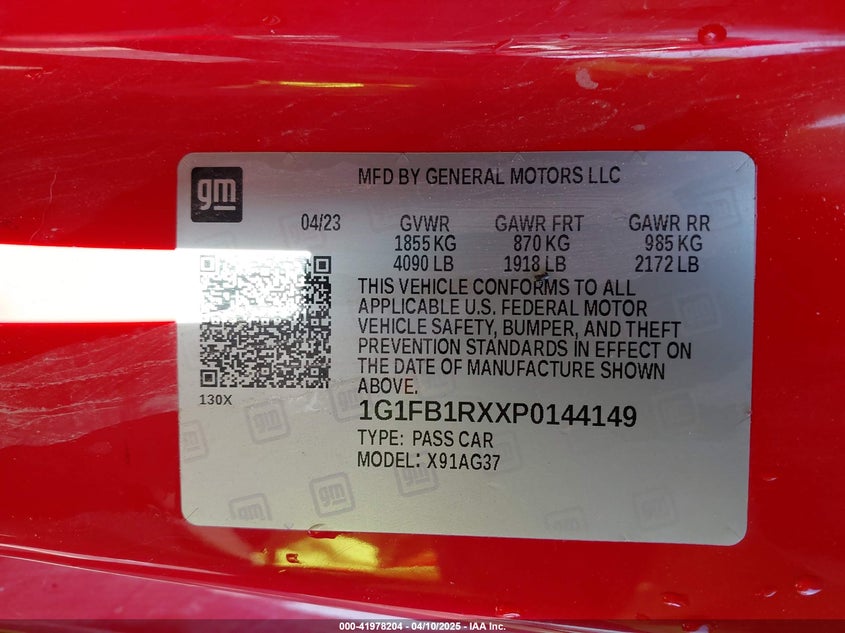 gm
MFD BY GENERAL MOTORS LLC
04/23 GVWR GAWR FRT GAWR RR
1855 KG 870 KG 985 KG
4090 LB 1918 LB 2172 LB
THIS VEHICLE CONFORMS TO ALL
APPLICABLE U.S. FEDERAL MOTOR
VEHICLE SAFETY, BUMPER, AND THEFT
PREVENTION STANDARDS IN EFFECT ON
THE DATE OF MANUFACTURE SHOWN
ABOVE.
130X
1G1FB1RXXP0144149
TYPE: PASS CAR
MODEL: X91AG37
000-41978204 - 04/10/2025 - IAA Inc.